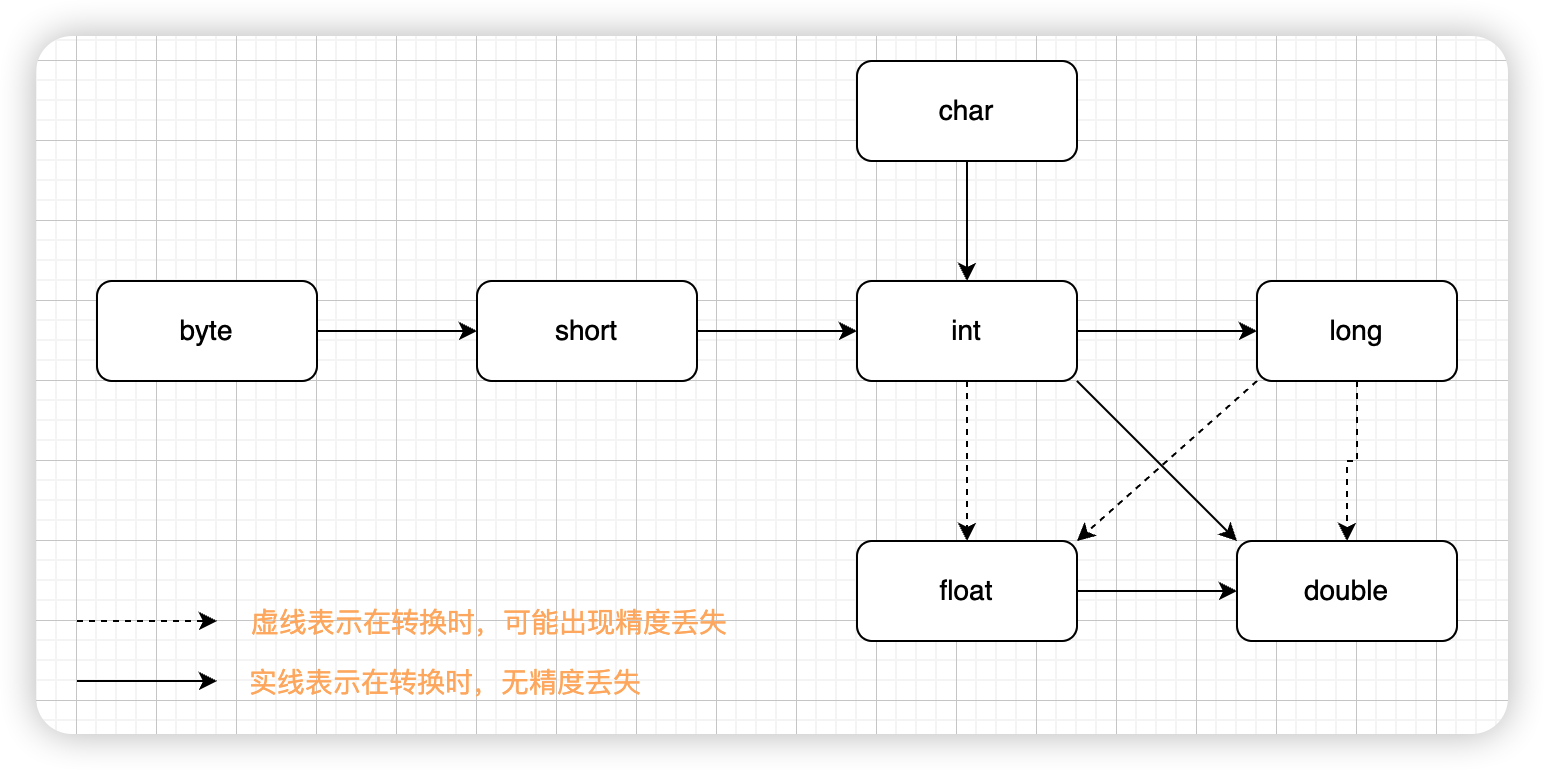 char
byte
short
int
long
float
double
虚线表示在转换时，可能出现精度丢失
实线表示在转换时，无精度丢失